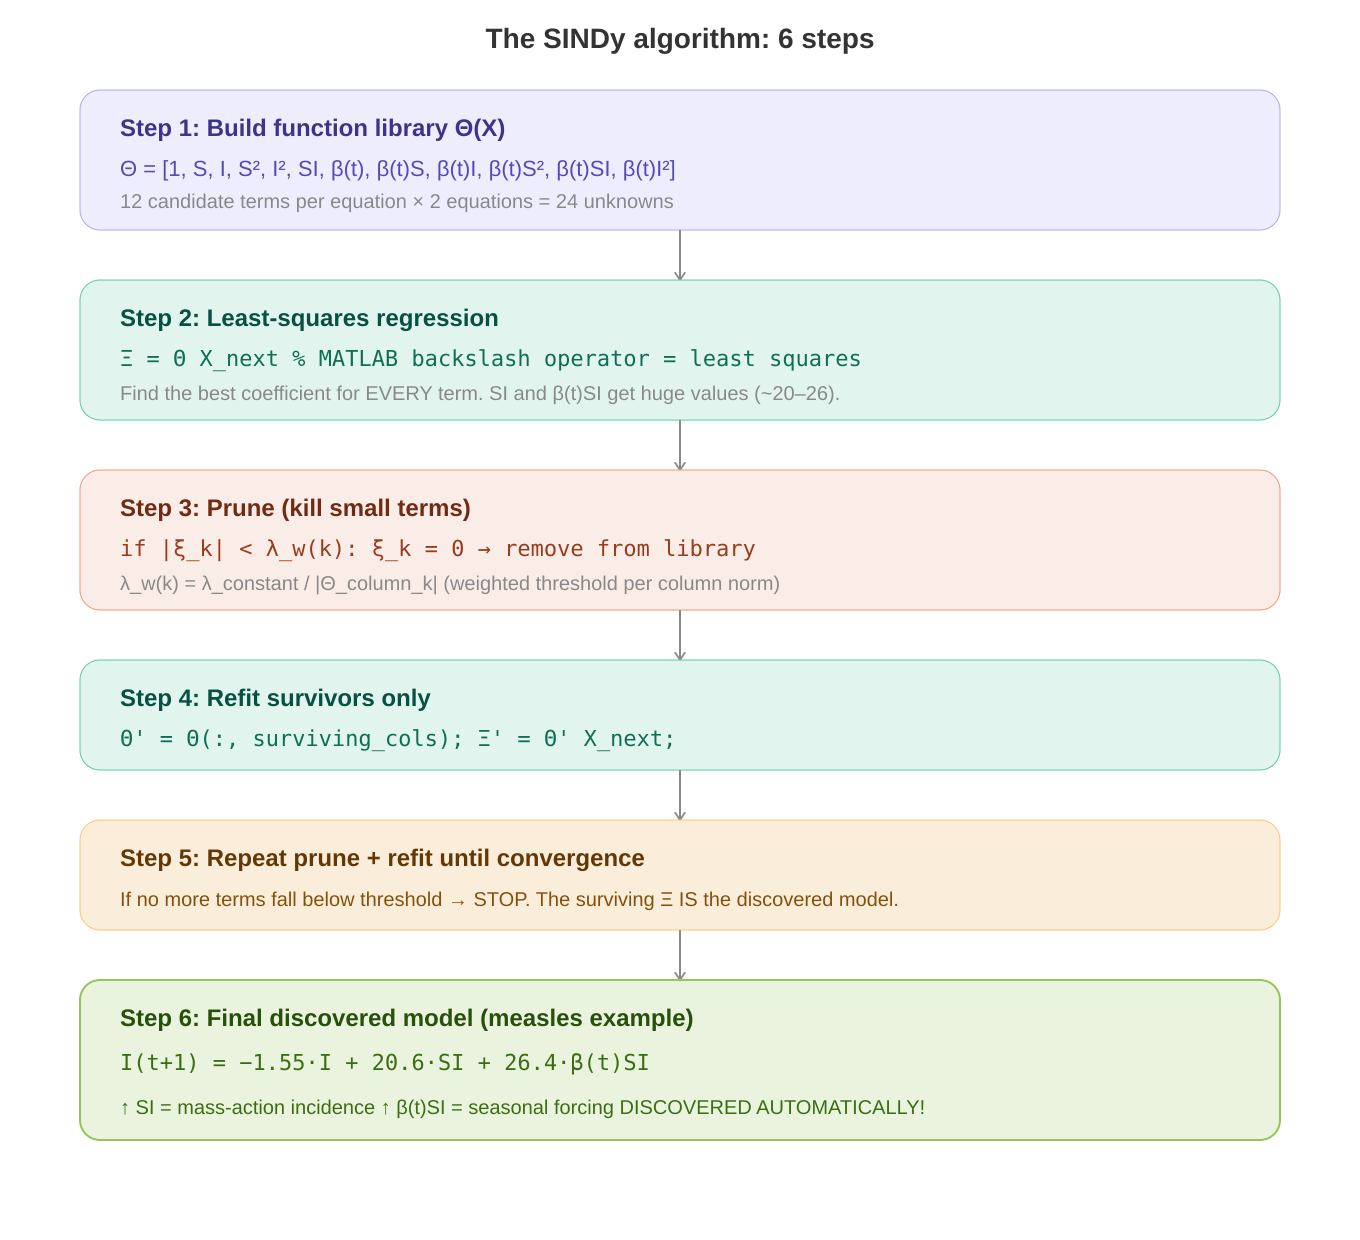 The SINDy algorithm: 6 steps
Step 1: Build function library Θ(X)
Θ = [1, S, I, S², I², SI, β(t), β(t)S, β(t)I, β(t)S², β(t)SI, β(t)I²]
12 candidate terms per equation × 2 equations = 24 unknowns
Step 2: Least-squares regression
Ξ = Θ X_next % MATLAB backslash operator = least squares
Find the best coefficient for EVERY term. SI and β(t)SI get huge values (~20–26).
Step 3: Prune (kill small terms)
if |ξ_k| < λ_w(k): ξ_k = 0 → remove from library
λ_w(k) = λ_constant / |Θ_column_k| (weighted threshold per column norm)
Step 4: Refit survivors only
Θ' = Θ(:, surviving_cols); Ξ' = Θ' X_next;
Step 5: Repeat prune + refit until convergence
If no more terms fall below threshold → STOP. The surviving Ξ IS the discovered model.
Step 6: Final discovered model (measles example)
I(t+1) = −1.55·I + 20.6·SI + 26.4·β(t)SI
↑ SI = mass-action incidence ↑ β(t)SI = seasonal forcing DISCOVERED AUTOMATICALLY!